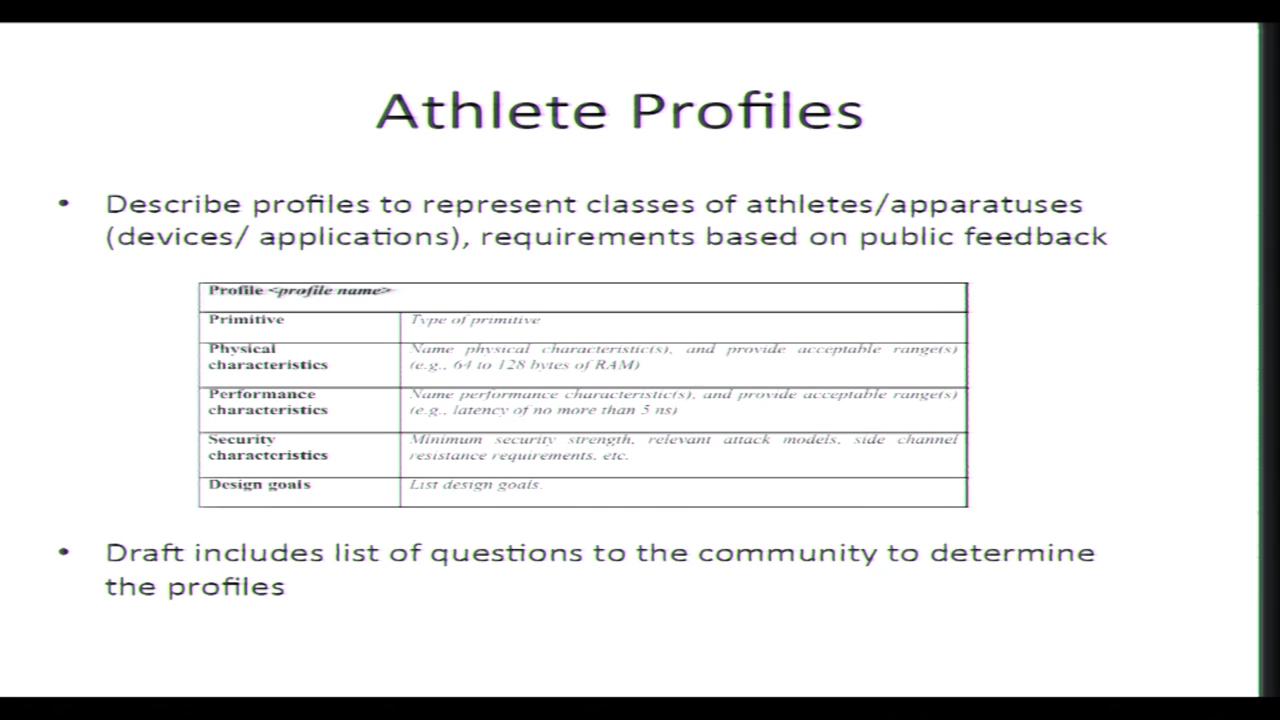 Athlete Profiles
• Describe profiles to represent classes of athletes/apparatuses
(devices/ applications), requirements based on public feedback
Profile <profile name>
Primitive Type of primitive
Physical characteristics Name physical characteristic(s), and provide acceptable range(s)
(e.g., 64 to 128 bytes of RAM)
Performance characteristics Name performance characteristic(s), and provide acceptable range(s)
(e.g., latency of no more than 5 ns)
Security characteristics Minimum security strength, relevant attack models, side channel
resistance requirements, etc.
Design goals List design goals.
• Draft includes list of questions to the community to determine
the profiles